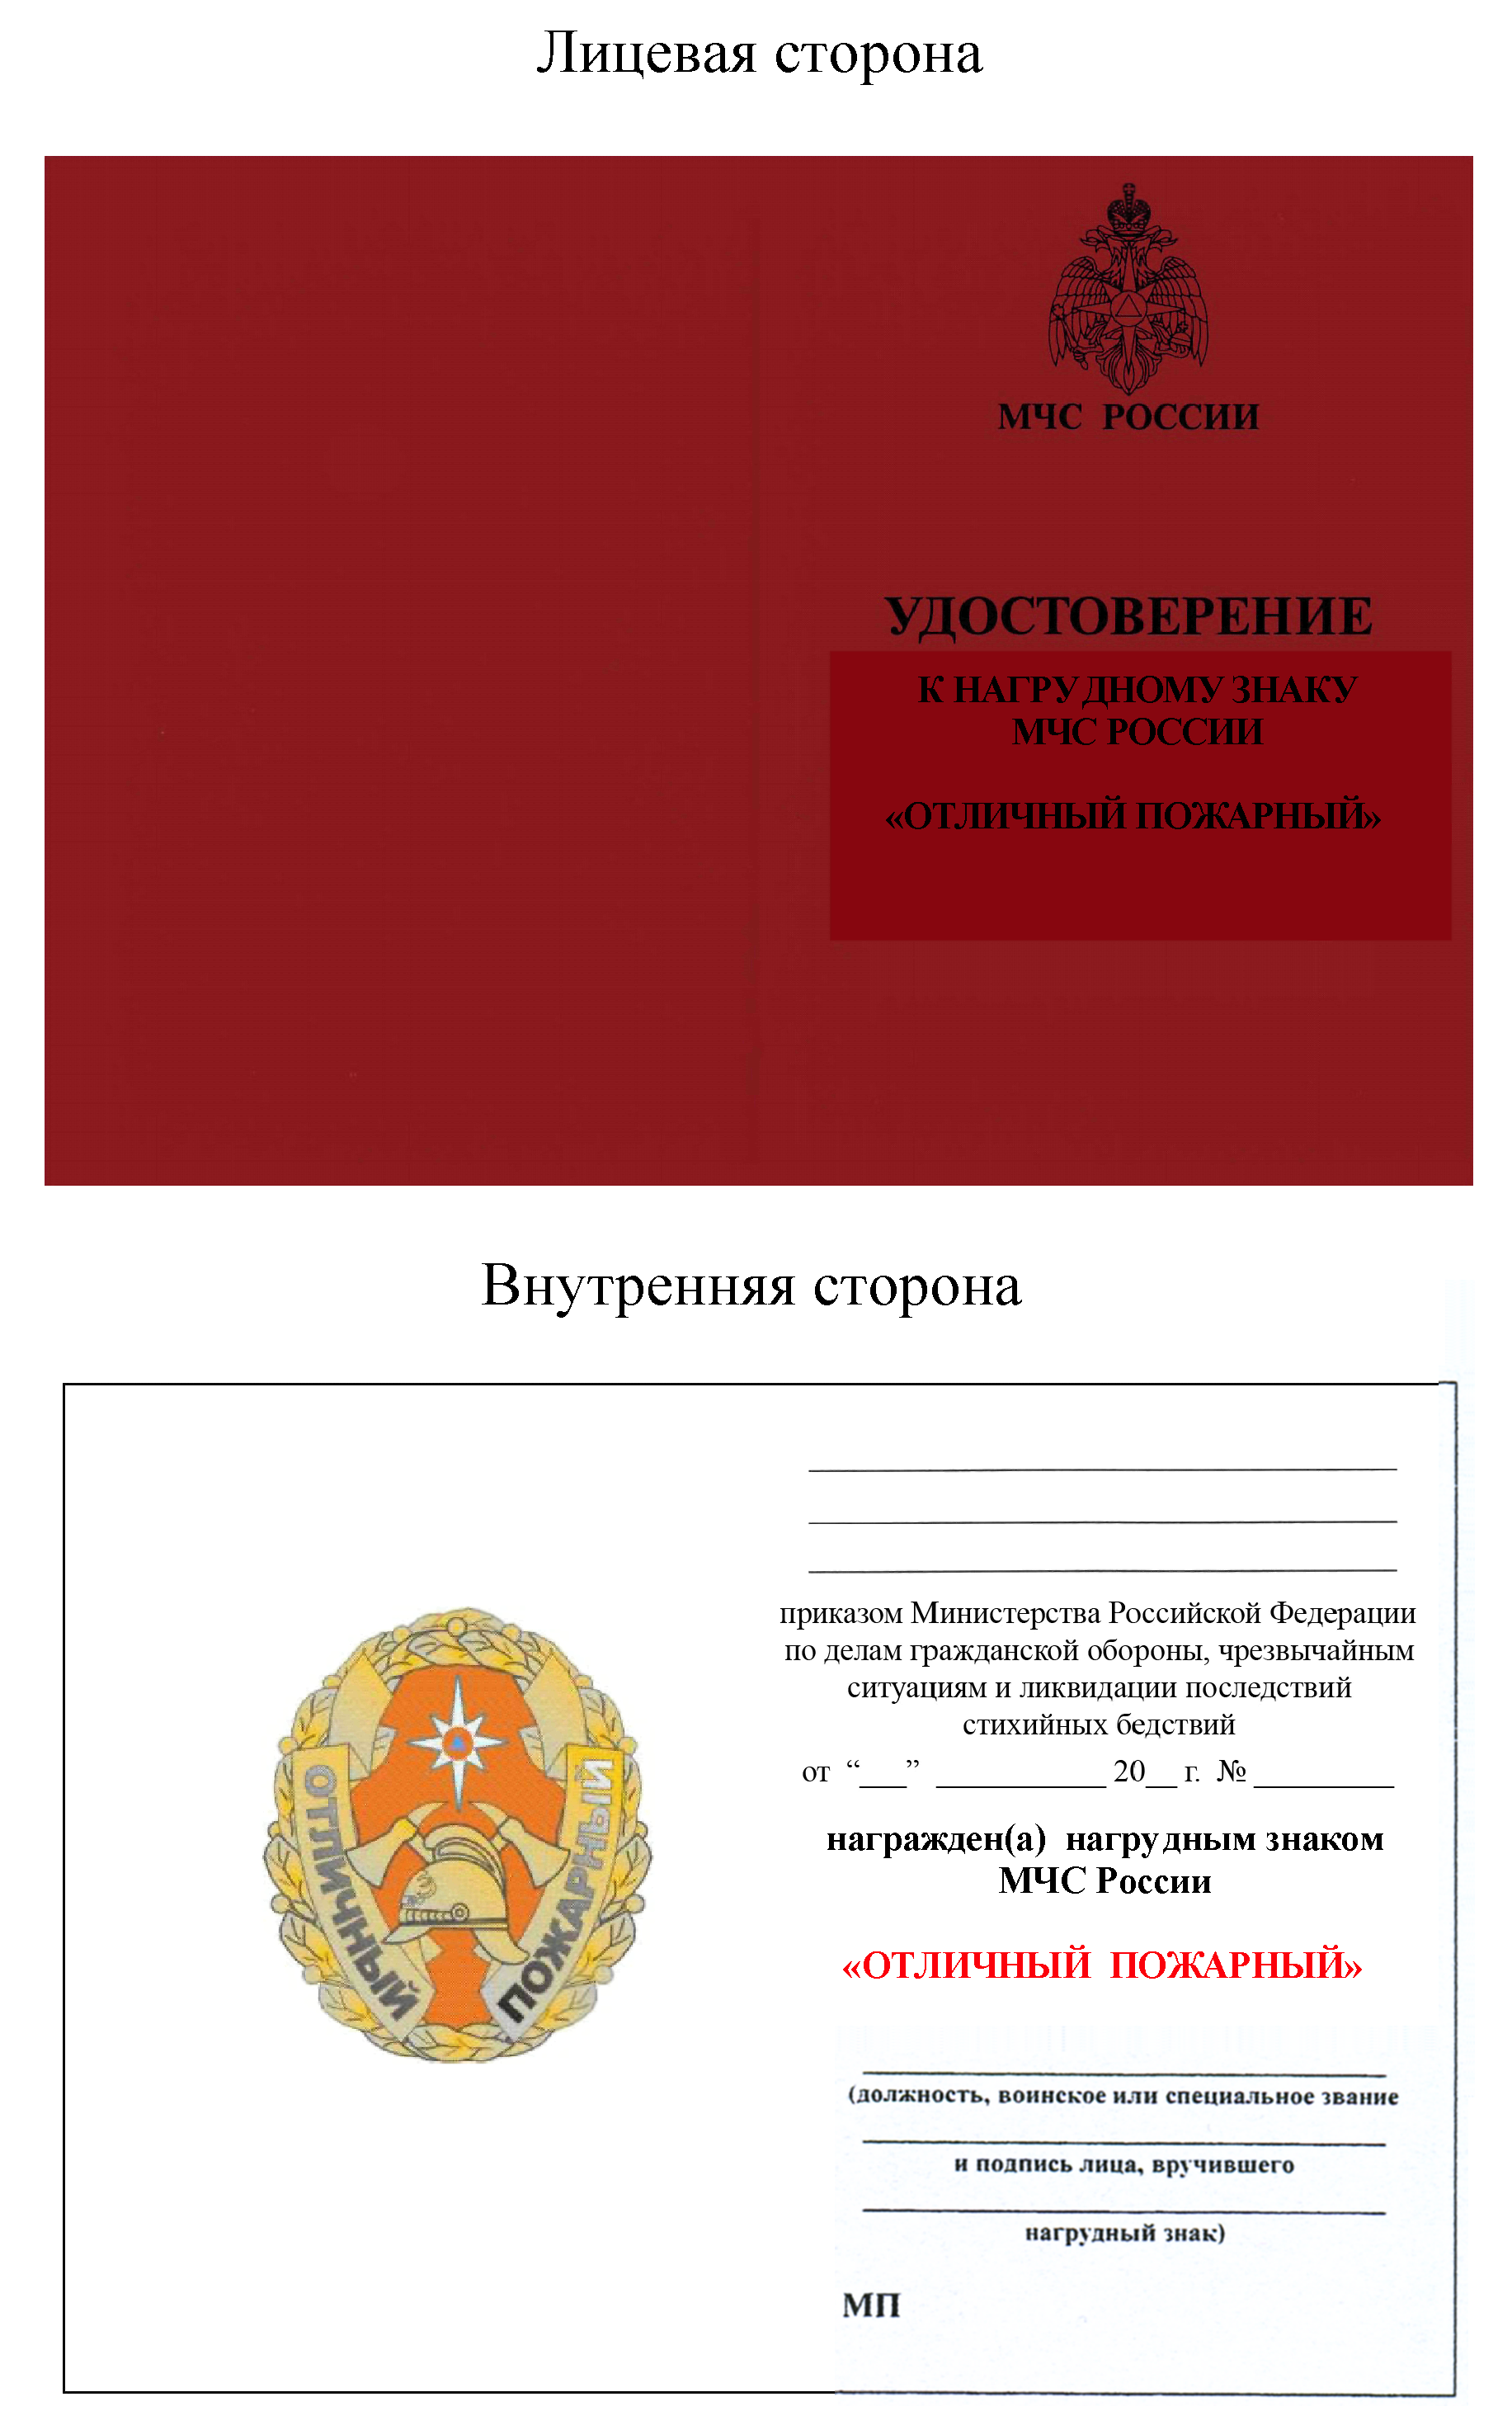 Лицевая сторона
МЧС РОССИИ
УДОСТОВЕРЕНИЕ
К НАГРУДНОМУ ЗНАКУ
МЧС РОССИИ
«ОТЛИЧНЫЙ ПОЖАРНЫЙ»
Внутренняя сторона
ОТЛИЧНЫЙ
ПОЖАРНЫЙ
приказом Министерства Российской Федерации
по делам гражданской обороны, чрезвычайным
ситуациям и ликвидации последствий
стихийных бедствий
от “___” ___________ 20__ г. № _________
награжден(а) нагрудным знаком
МЧС России
«ОТЛИЧНЫЙ ПОЖАРНЫЙ»
(должность, воинское или специальное звание
и подпись лица, вручившего
нагрудный знак)
МП